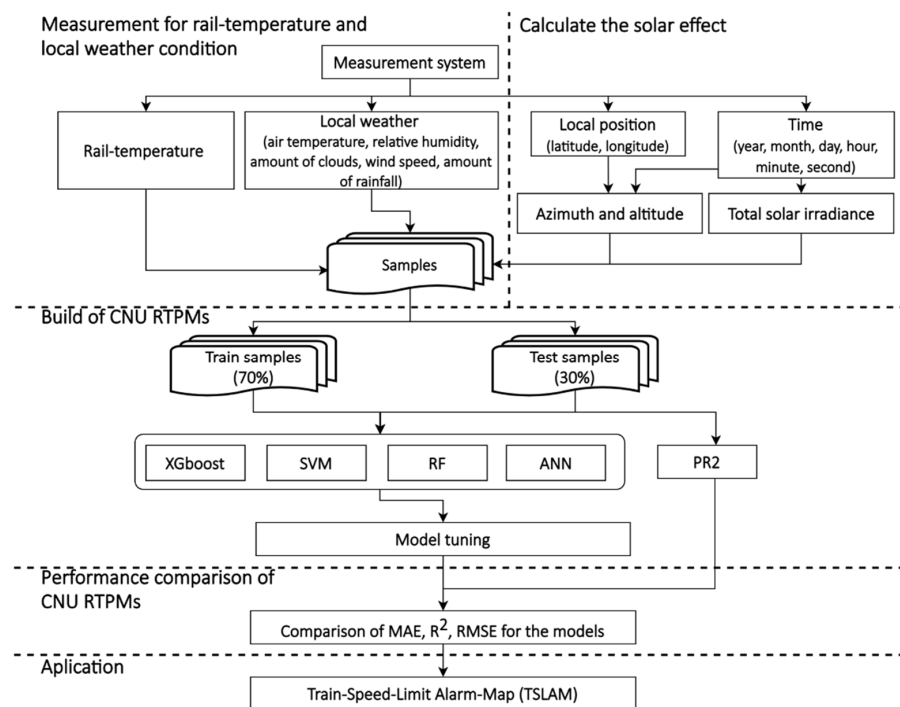 Measurement for rail-temperature and
local weather condition
Calculate the solar effect
Measurement system
Rail-temperature
Local weather
(air temperature, relative humidity,
amount of clouds, wind speed, amount
of rainfall)
Local position
(latitude, longitude)
Time
(year, month, day, hour,
minute, second)
Azimuth and altitude
Total solar irradiance
Samples
Build of CNU RTPMs
Train samples
(70%)
Test samples
(30%)
XGboost
SVM
RF
ANN
PR2
Model tuning
Performance comparison of
CNU RTPMs
Comparison of MAE, R², RMSE for the models
Aplication
Train-Speed-Limit Alarm-Map (TSLAM)